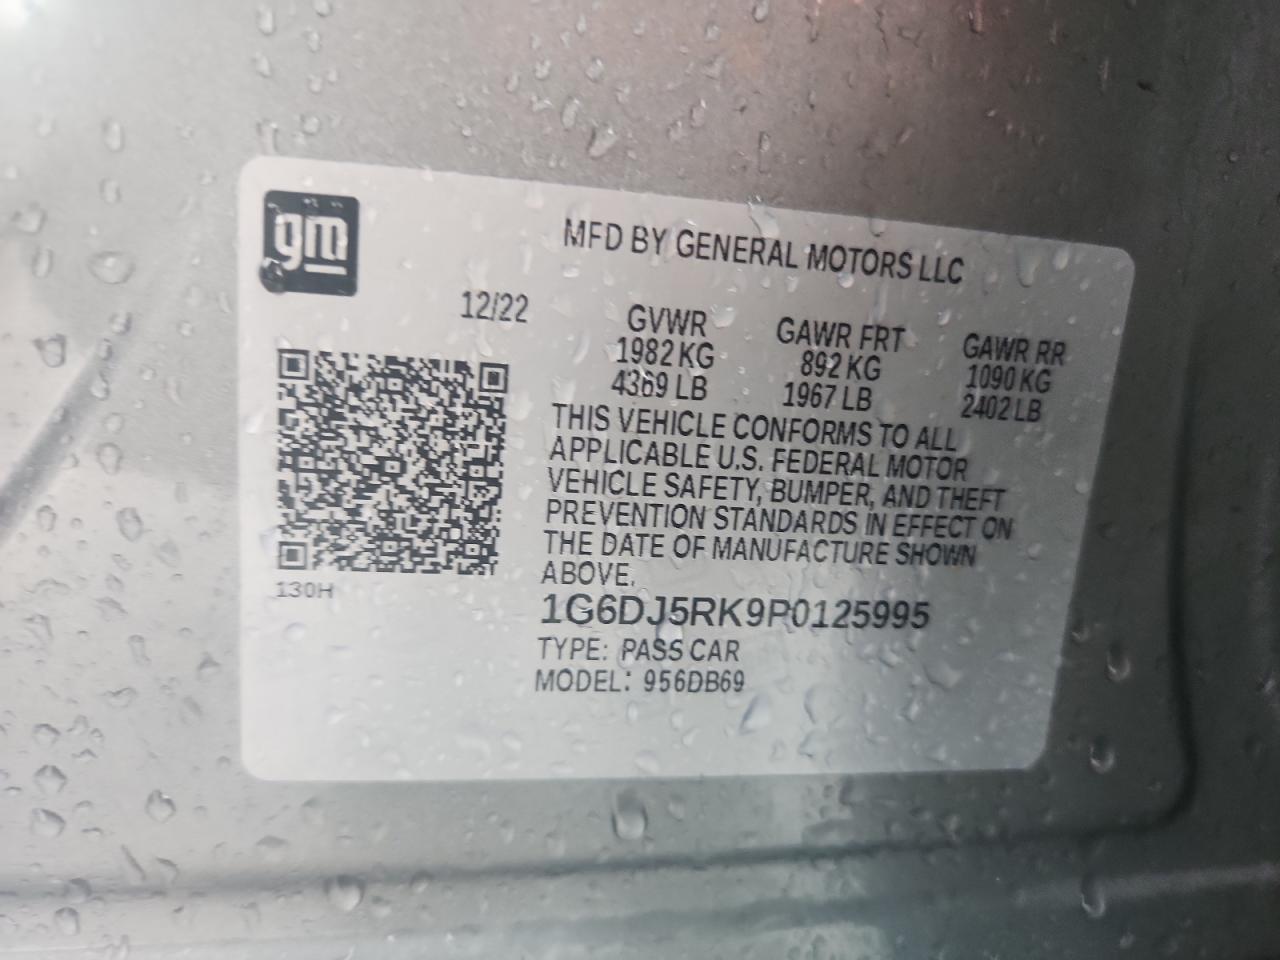 gm
MFD BY GENERAL MOTORS LLC
12/22
GVWR
1982 KG
4369 LB
GAWR FRT
892 KG
1967 LB
GAWR RR
1090 KG
2402 LB
THIS VEHICLE CONFORMS TO ALL
APPLICABLE U.S. FEDERAL MOTOR
VEHICLE SAFETY, BUMPER, AND THEFT
PREVENTION STANDARDS IN EFFECT ON
THE DATE OF MANUFACTURE SHOWN
ABOVE.
130H
1G6DJ5RK9P0125995
TYPE: PASS CAR
MODEL: 956DB69